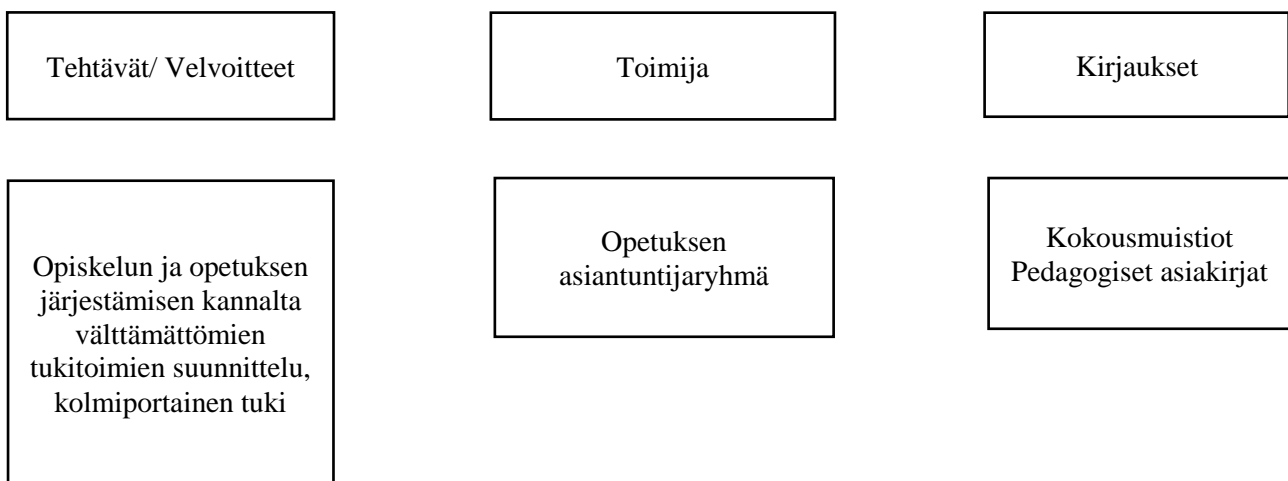 Tehtävät/ Velvoitteet
Toimija
Kirjaukset
Opiskelun ja opetuksen
järjestämisen kannalta
välttämättömien
tukitoimien suunnittelu,
kolmiportainen tuki
Opetuksen
asiantuntijaryhmä
Kokousmuistiot
Pedagogiset asiakirjat